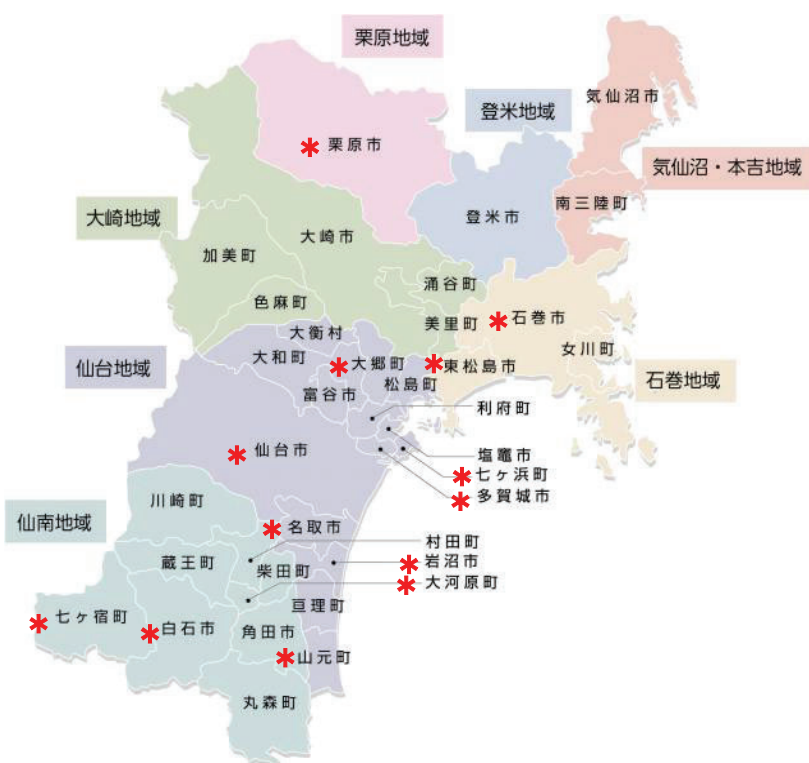 栗原地域
気仙沼市
登米地域
*栗原市
気仙沼・本吉地域
南三陸町
大崎地域
登米市
大崎市
加美町
涌谷町
色麻町
*石巻市
美里町
大衡村
女川町
仙台地域
大和町
*大郷町
*東松島市
松島町
石巻地域
富谷市
利府町
*仙台市
塩竈市
*七ヶ浜町
*多賀城市
川崎町
仙南地域
*名取市
村田町
蔵王町
柴田町
*岩沼市
*大河原町
亘理町
*七ヶ宿町
*白石市
角田市
*山元町
丸森町